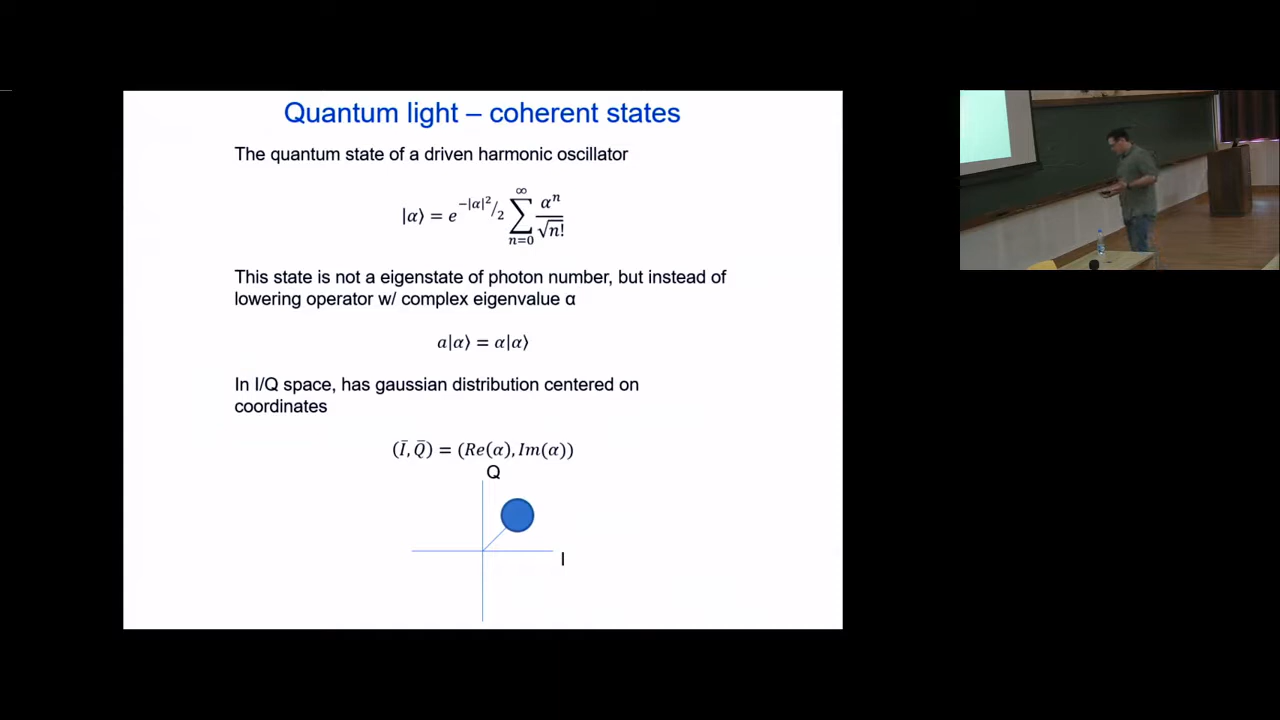 Quantum light – coherent states
The quantum state of a driven harmonic oscillator
|α⟩ = e^{-|α|²/2} ∑_{n=0}^{∞} αⁿ/√n!
This state is not a eigenstate of photon number, but instead of
lowering operator w/ complex eigenvalue α
a|α⟩ = α|α⟩
In I/Q space, has gaussian distribution centered on
coordinates
(Ī, Q̄) = (Re(α), Im(α))
Q
I